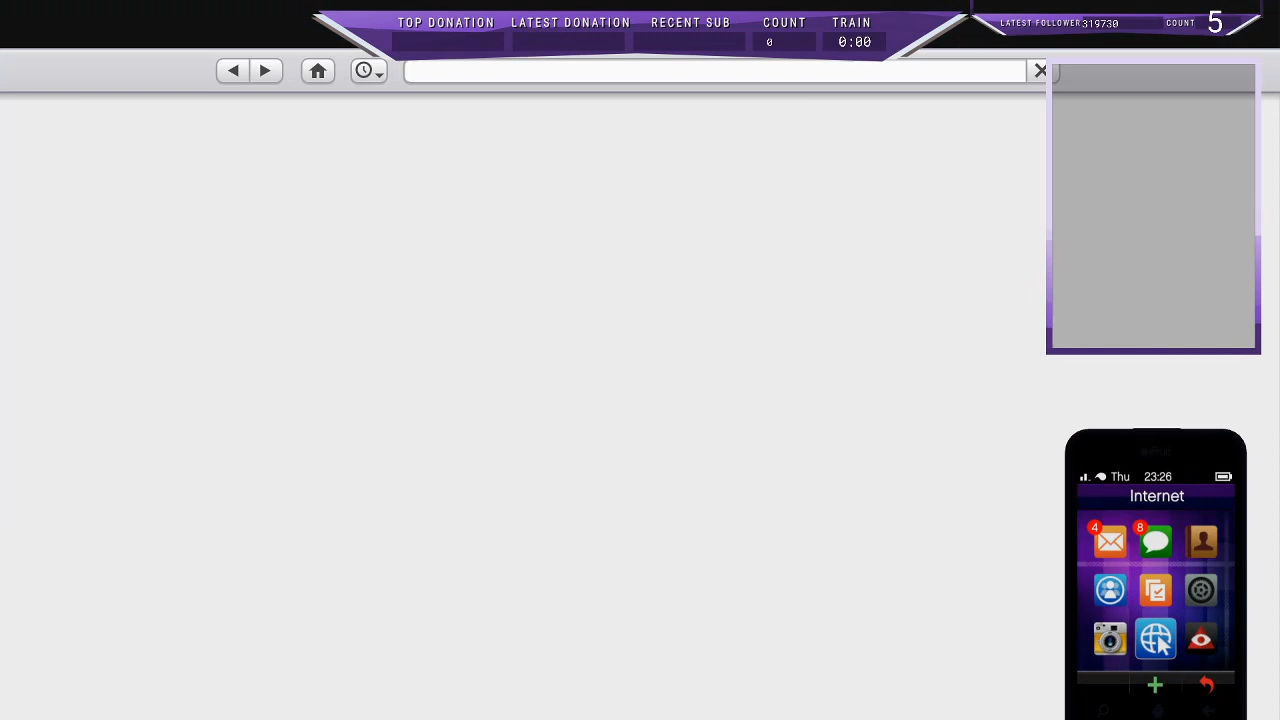 TOP DONATION LATEST DONATION RECENT SUB COUNT TRAIN
0 0:00
LATEST FOLLOWER 319730 COUNT 5
Thu 23:26
Internet
4 8